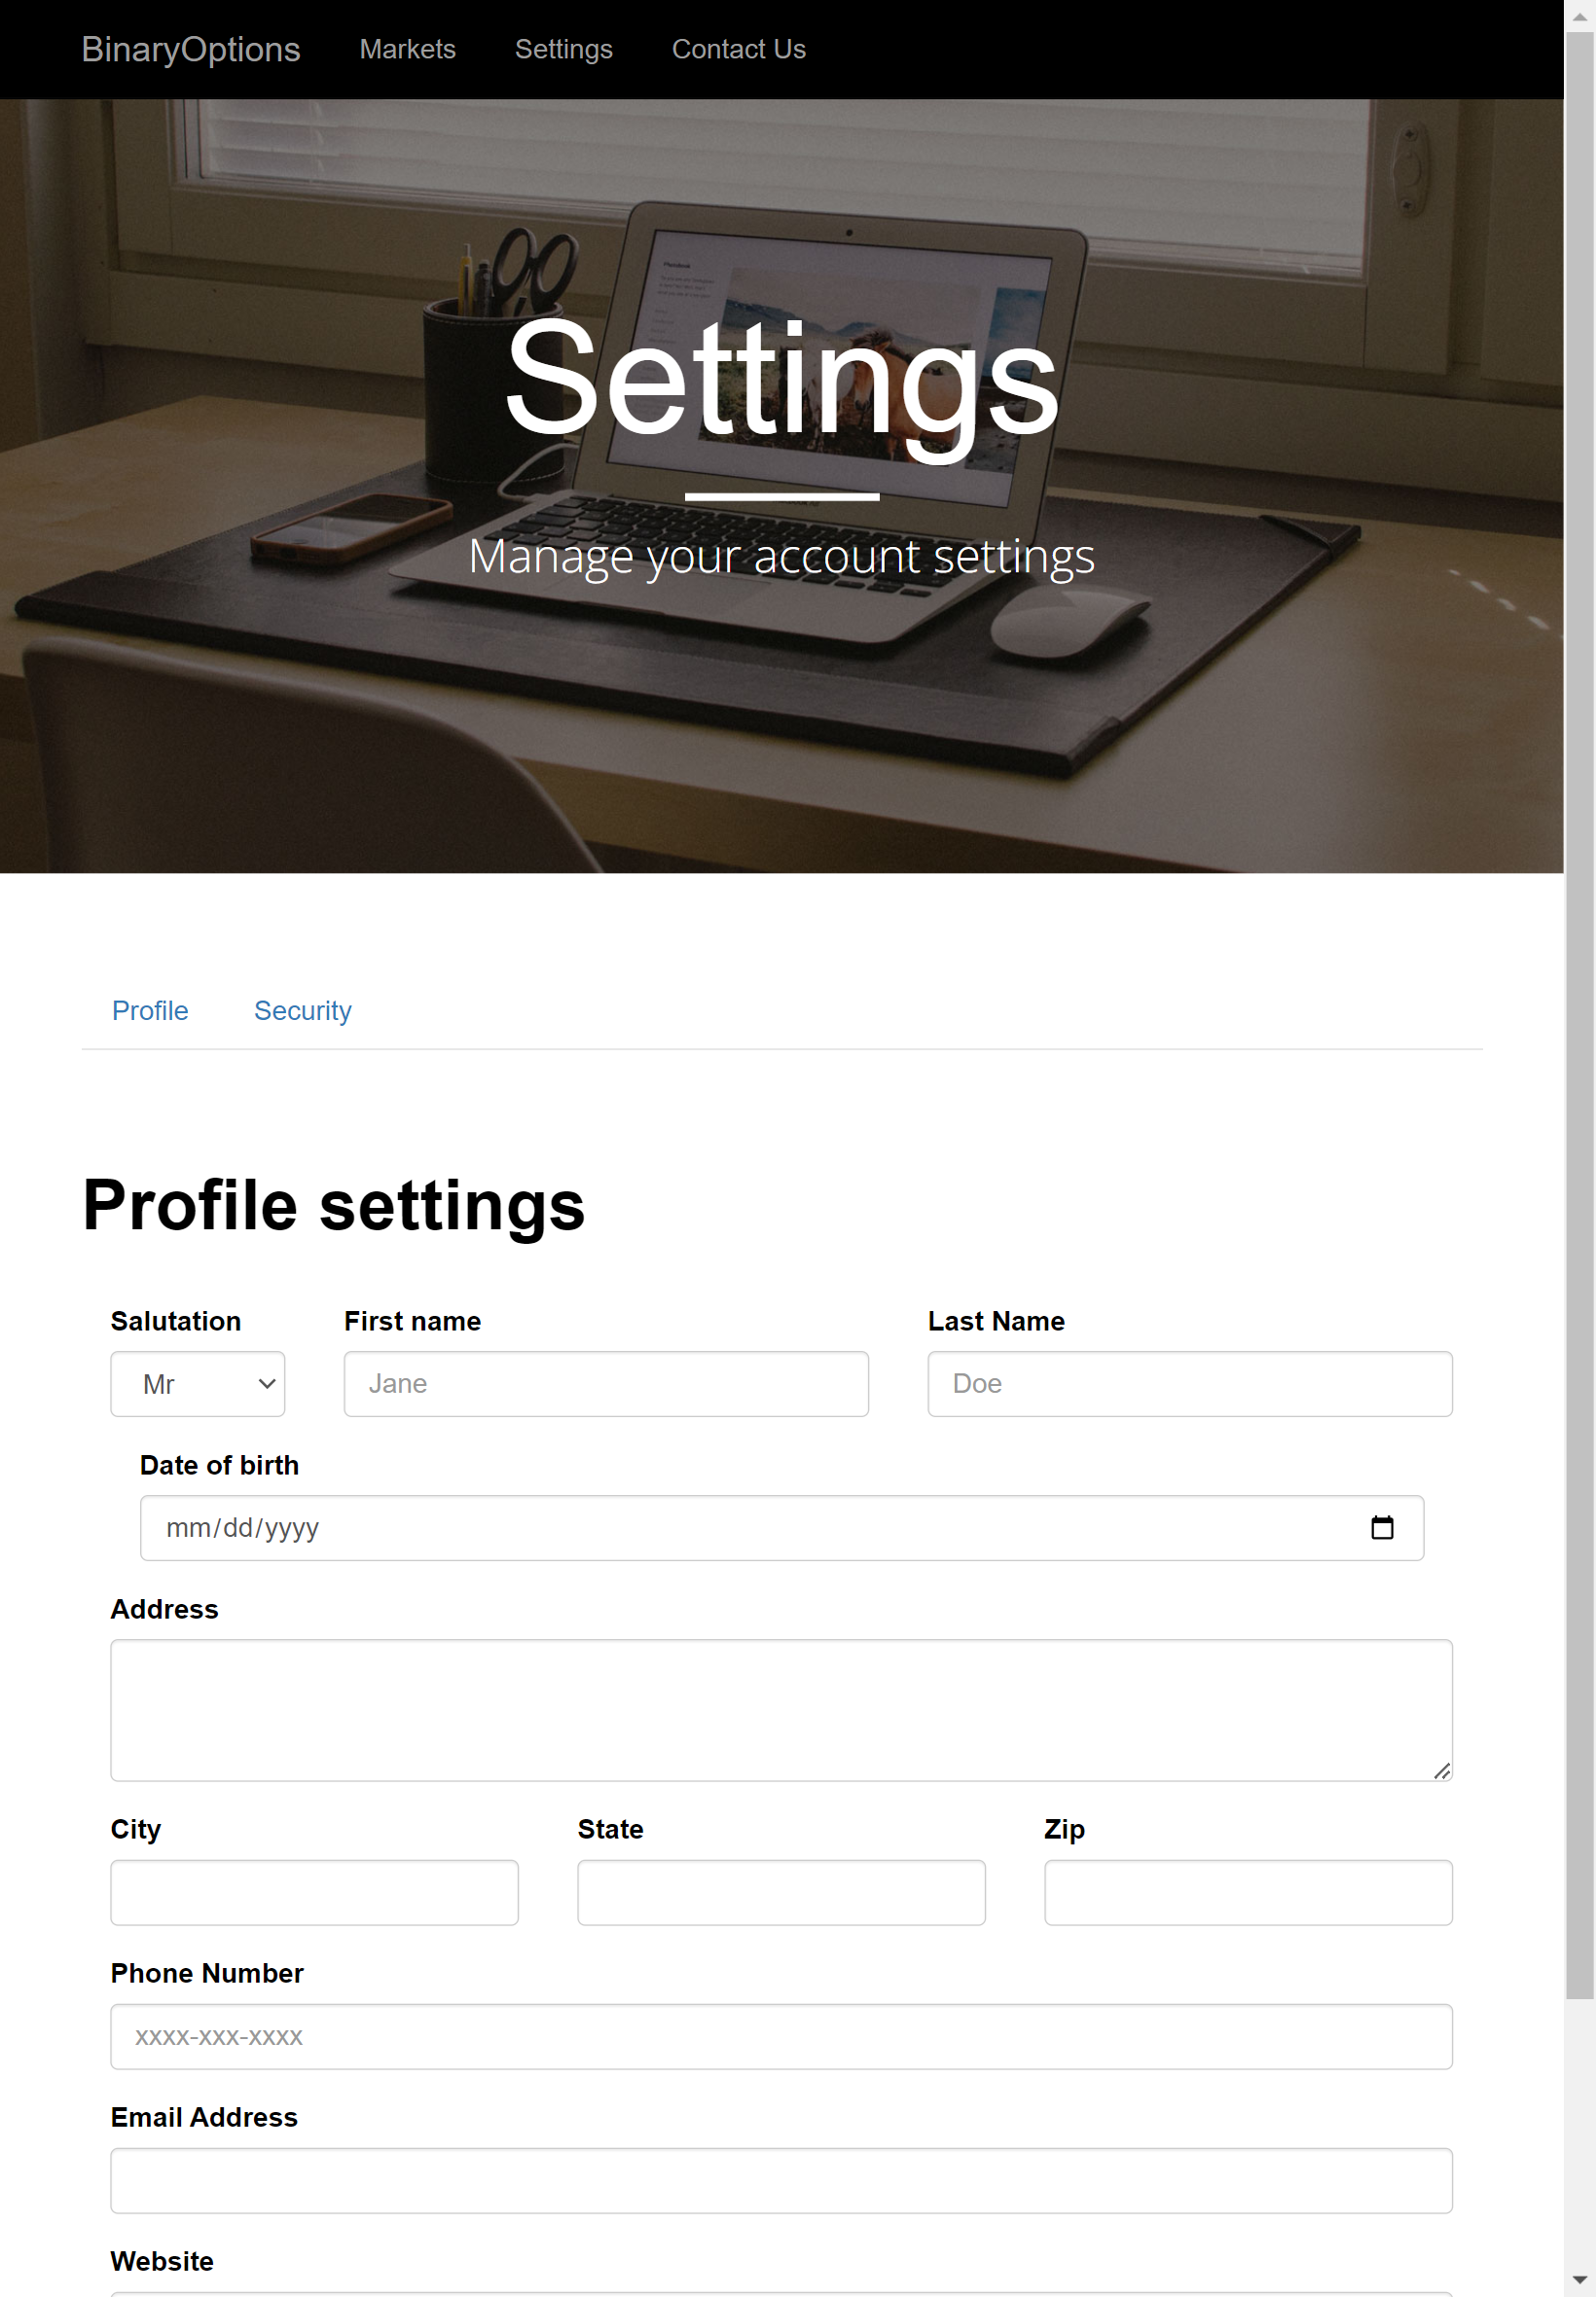 BinaryOptions Markets Settings Contact Us
Settings
Manage your account settings
Profile Security
Profile settings
Salutation First name Last Name
Mr Jane Doe
Date of birth
mm/dd/yyyy
Address
City State Zip
Phone Number
xxxx-xxx-xxxx
Email Address
Website